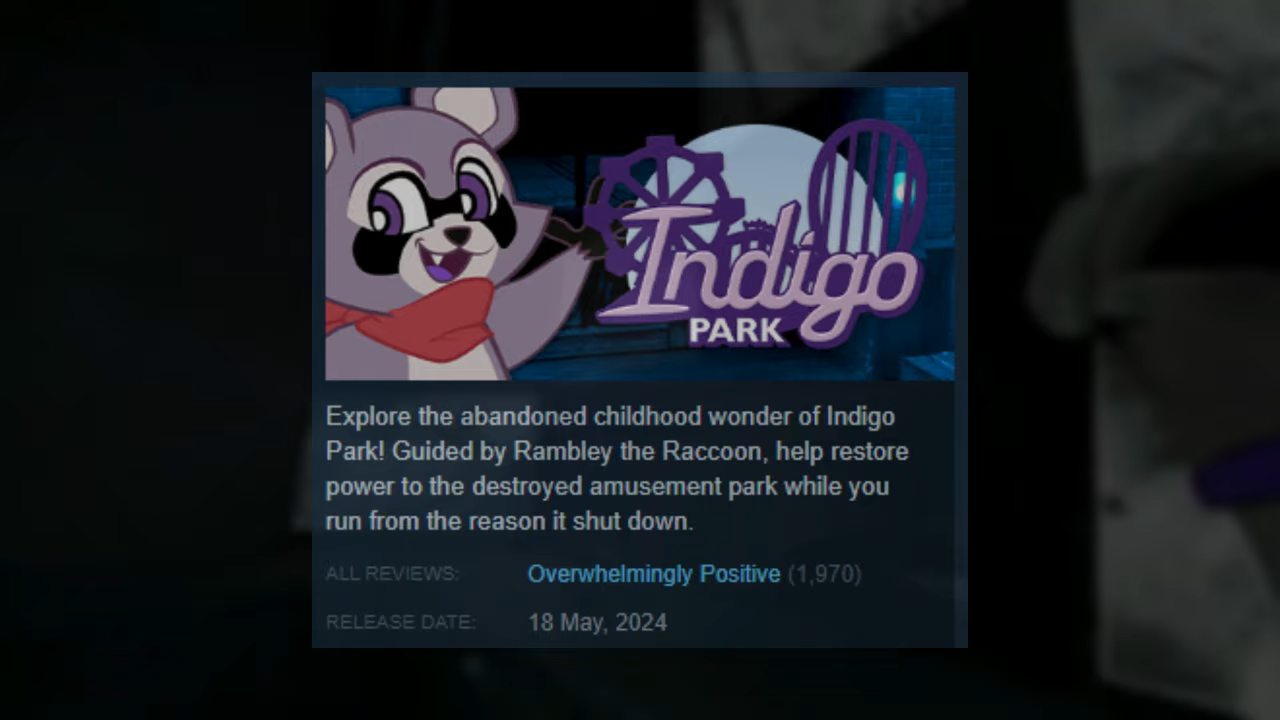 Indigo
PARK
Explore the abandoned childhood wonder of Indigo
Park! Guided by Rambley the Raccoon, help restore
power to the destroyed amusement park while you
run from the reason it shut down.
ALL REVIEWS: Overwhelmingly Positive (1,970)
RELEASE DATE: 18 May, 2024